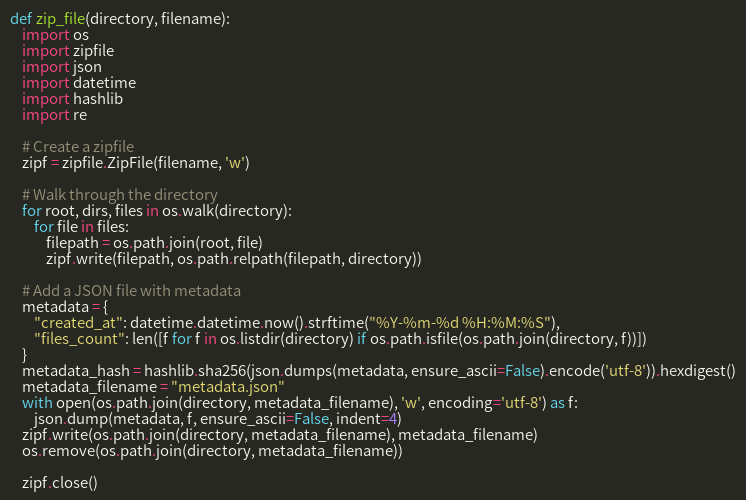 def zip_file(directory, filename):
    import os
    import zipfile
    import json
    import datetime
    import hashlib
    import re

    # Create a zipfile
    zipf = zipfile.ZipFile(filename, 'w')

    # Walk through the directory
    for root, dirs, files in os.walk(directory):
        for file in files:
            filepath = os.path.join(root, file)
            zipf.write(filepath, os.path.relpath(filepath, directory))

    # Add a JSON file with metadata
    metadata = {
        "created_at": datetime.datetime.now().strftime("%Y-%m-%d %H:%M:%S"),
        "files_count": len([f for f in os.listdir(directory) if os.path.isfile(os.path.join(directory, f))])
    }
    metadata_hash = hashlib.sha256(json.dumps(metadata, ensure_ascii=False).encode('utf-8')).hexdigest()
    metadata_filename = "metadata.json"
    with open(os.path.join(directory, metadata_filename), 'w', encoding='utf-8') as f:
        json.dump(metadata, f, ensure_ascii=False, indent=4)
    zipf.write(os.path.join(directory, metadata_filename), metadata_filename)
    os.remove(os.path.join(directory, metadata_filename))

    zipf.close()